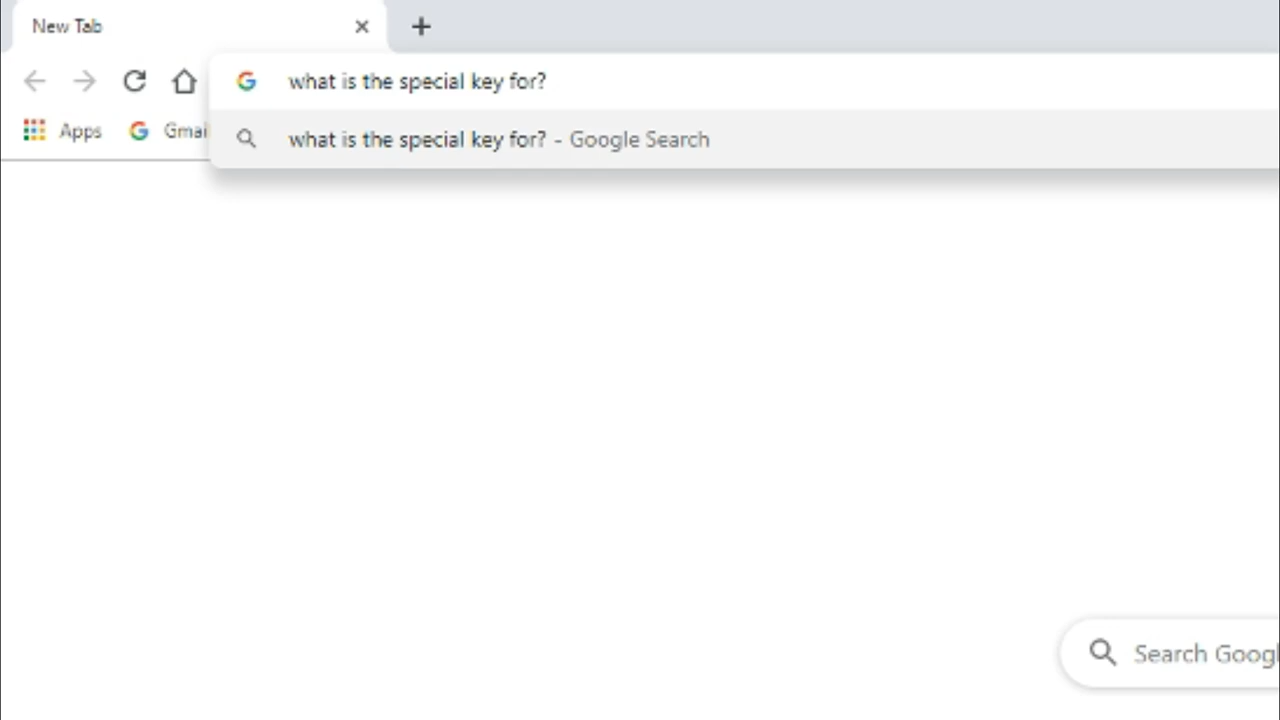 New Tab
what is the special key for?
Apps Gmai
what is the special key for? - Google Search
Search Googl